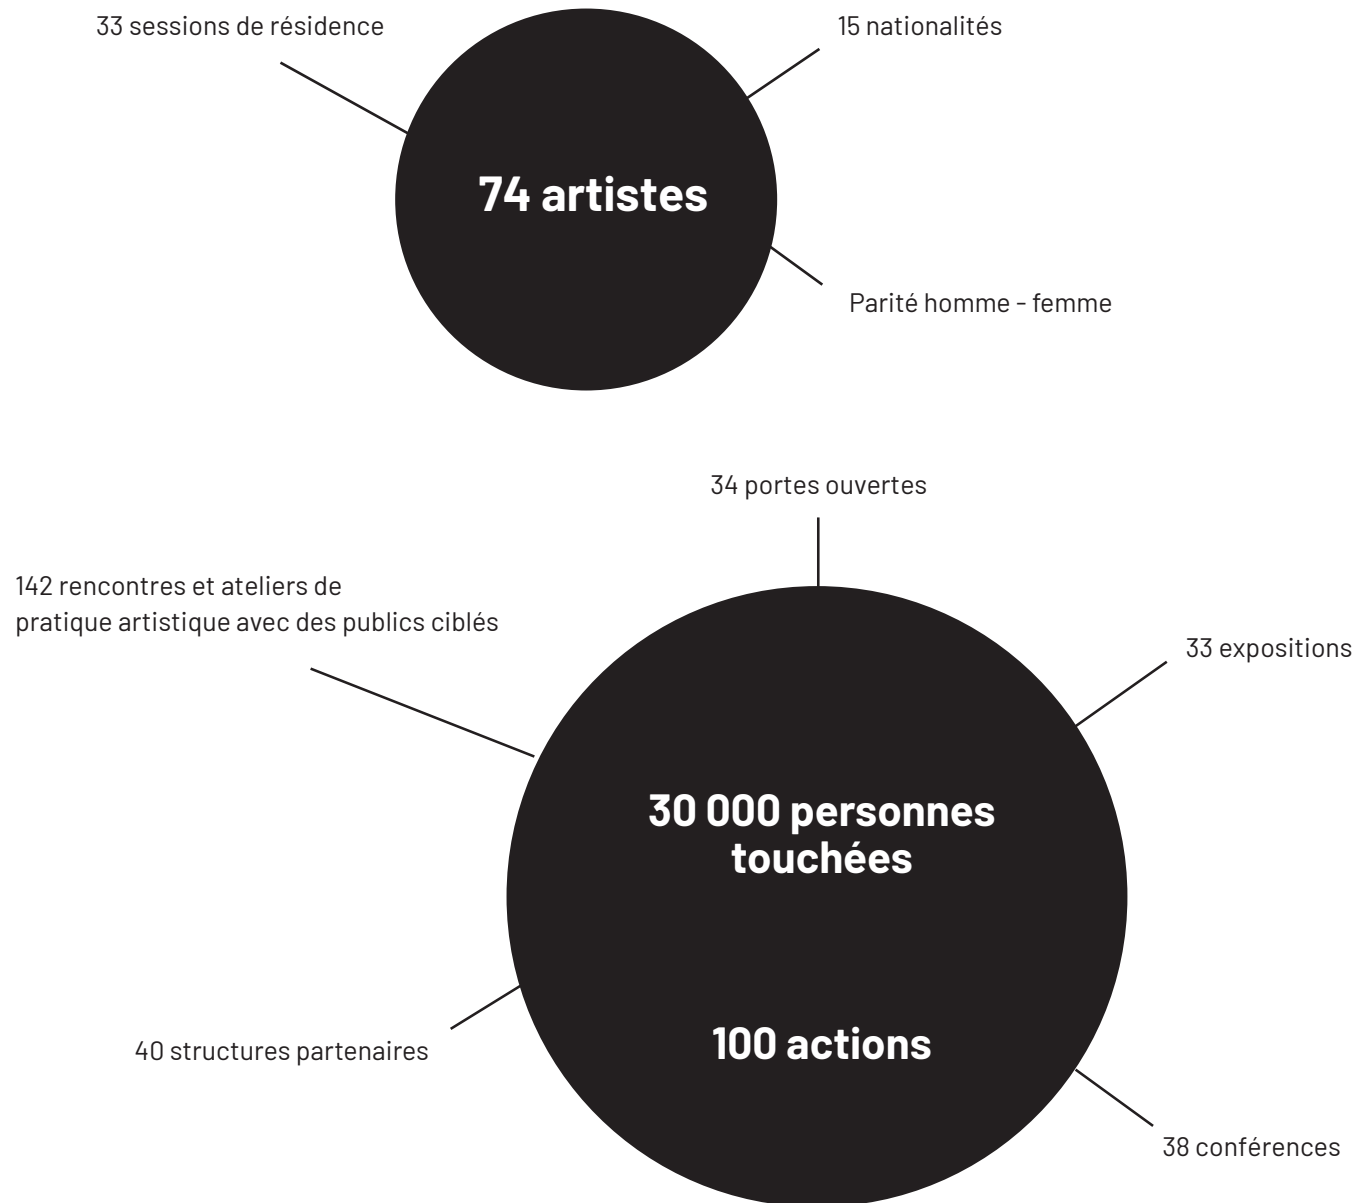 33 sessions de résidence
15 nationalités
74 artistes
Parité homme - femme
34 portes ouvertes
142 rencontres et ateliers de
pratique artistique avec des publics ciblés
33 expositions
30 000 personnes
touchées
100 actions
40 structures partenaires
38 conférences